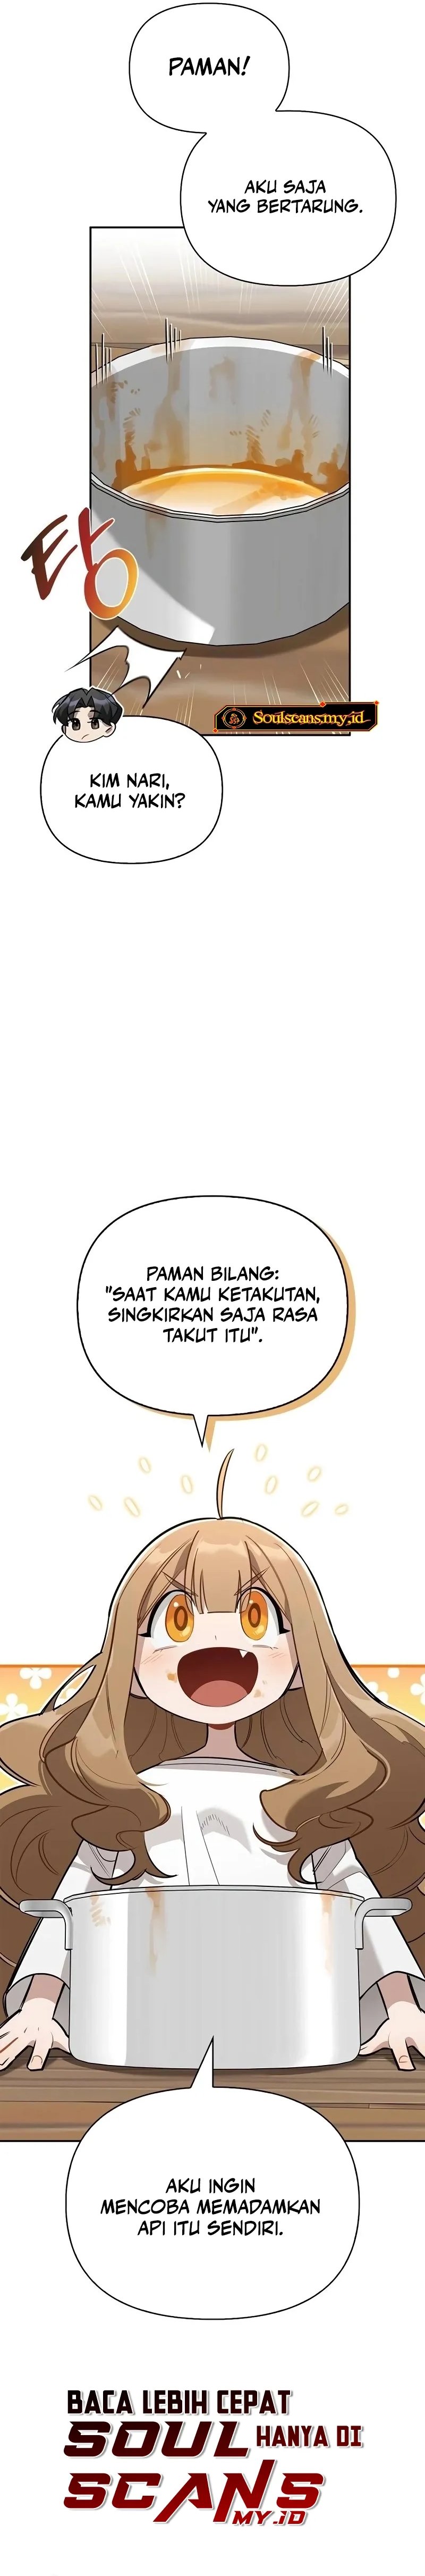 PAMAN!
AKU SAJA
YANG BERTARUNG.
탕
Soulscans.my.id
KIM NARI,
KAMU YAKIN?
PAMAN BILANG:
"SAAT KAMU KETAKUTAN,
SINGKIRKAN SAJA RASA
TAKUT ITU".
AKU INGIN
MENCOBA MEMADAMKAN
API ITU SENDIRI.
BACA LEBIH CEPAT
SOUL HANYA DI
SCANS
MY.ID